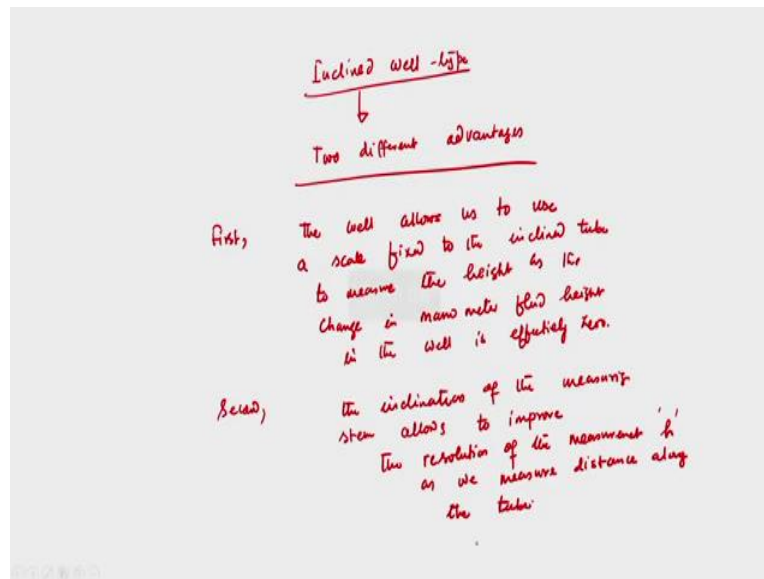 Inclined well-type
Two different advantages
First, the well allows us to use
a scale fixed to the inclined tube
to measure the height as the
change in manometer fluid height
in the well is effectively zero.
Second, the inclination of the measuring
stem allows to improve
the resolution of the measurement 'h'
as we measure distance along
the tube.